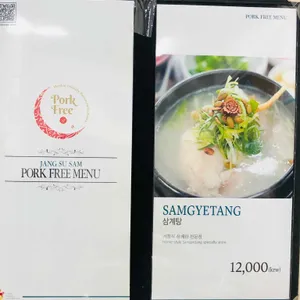 Pork
Free
JANG SU SAM
PORK FREE MENU
PORK FREE MENU
SAMGYETANG
삼계탕
12,000(krw)